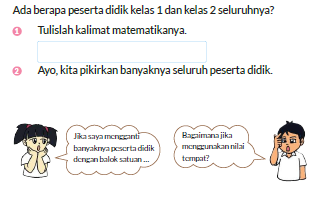 Ada berapa peserta didik kelas 1 dan kelas 2 seluruhnya?
1 Tulislah kalimat matematikanya.
2 Ayo, kita pikirkan banyaknya seluruh peserta didik.
Jika saya mengganti
banyaknya peserta didik
dengan balok satuan ...
Bagaimana jika
menggunakan nilai
tempat?